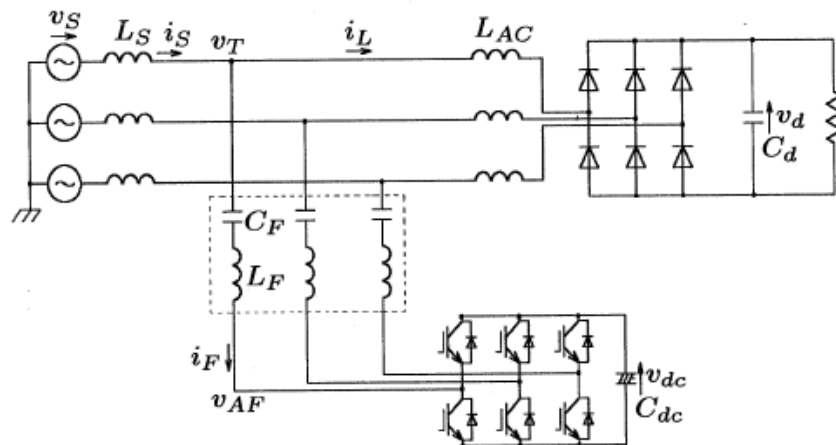 v_S
L_S
i_S
v_T
i_L
L_AC
v_d
C_d
C_F
L_F
i_F
v_AF
v_dc
C_dc